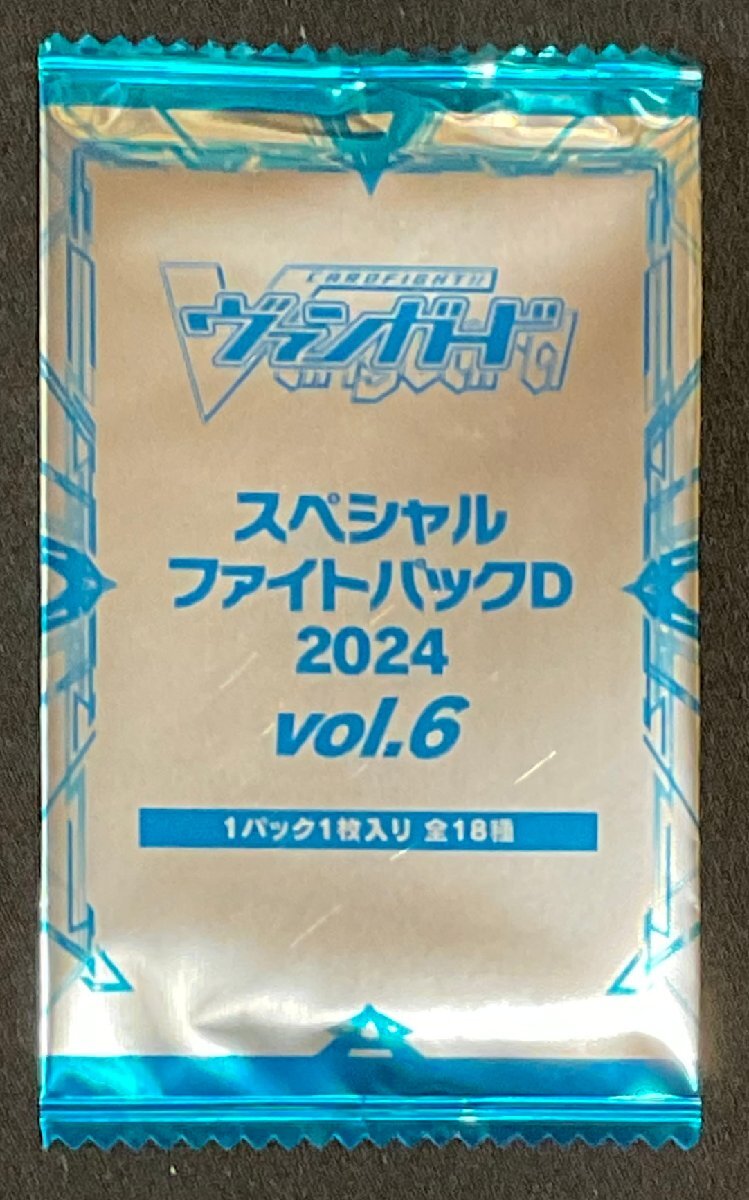 CARDFIGHT!!
ヴァンガード
Vanguard
スペシャル
ファイトパックD
2024
vol.6
1パック1枚入り 全18種